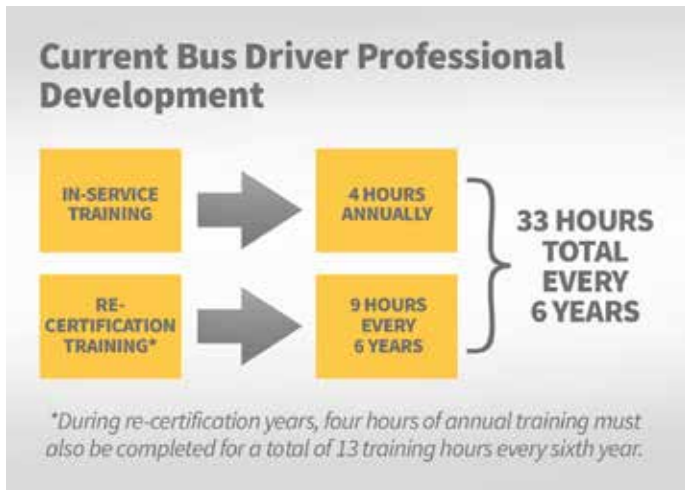 Current Bus Driver Professional
Development
IN-SERVICE
TRAINING
4 HOURS
ANNUALLY
RE-
CERTIFICATION
TRAINING*
9 HOURS
EVERY
6 YEARS
33 HOURS
TOTAL
EVERY
6 YEARS
*During re-certification years, four hours of annual training must
also be completed for a total of 13 training hours every sixth year.